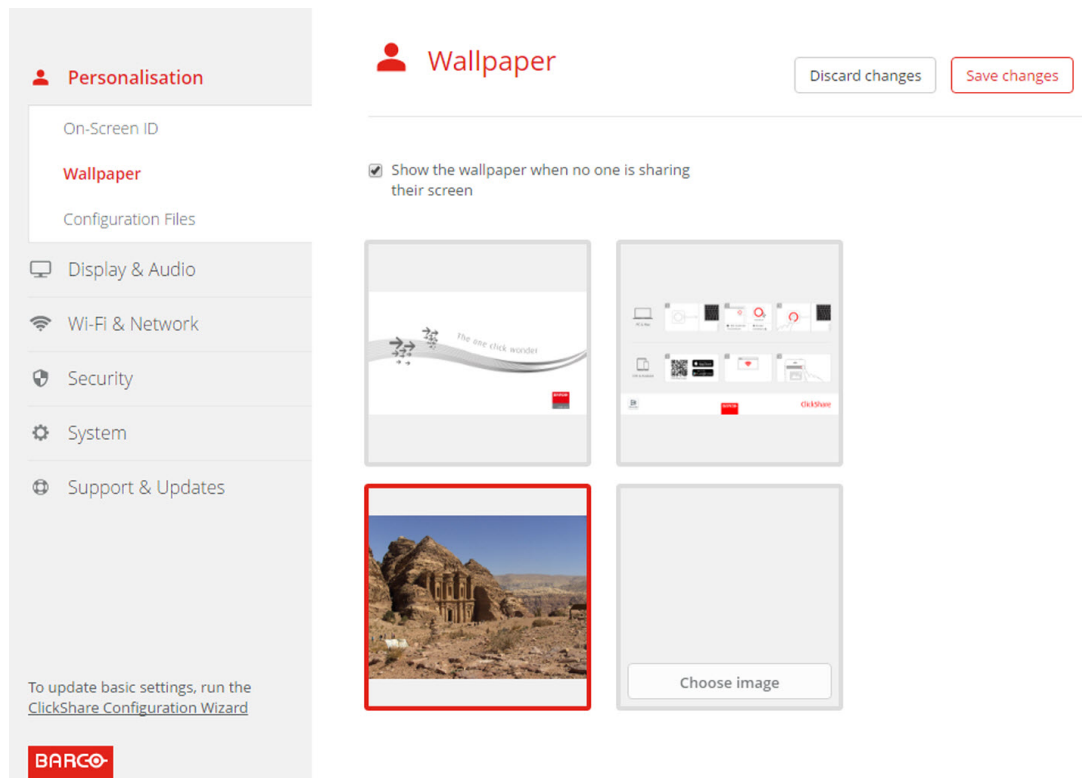 Personalisation
On-Screen ID
Wallpaper
Configuration Files
Display & Audio
Wi-Fi & Network
Security
System
Support & Updates
To update basic settings, run the
ClickShare Configuration Wizard
BARCO
Wallpaper
Discard changes
Save changes
Show the wallpaper when no one is sharing
their screen
the one click wonder
BARCO
ClickShare
Choose image